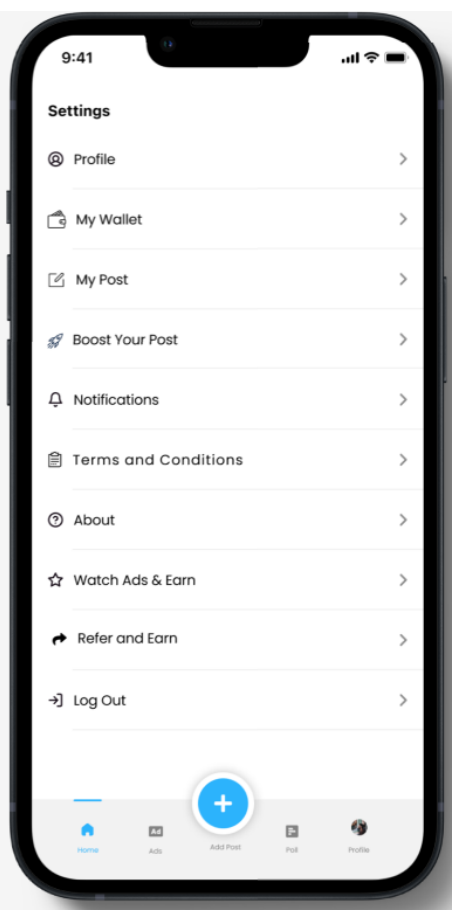 9:41
Settings
Profile
My Wallet
My Post
Boost Your Post
Notifications
Terms and Conditions
About
Watch Ads & Earn
Refer and Earn
Log Out
Ad
Home
Ads
Add Post
Poll
Profile